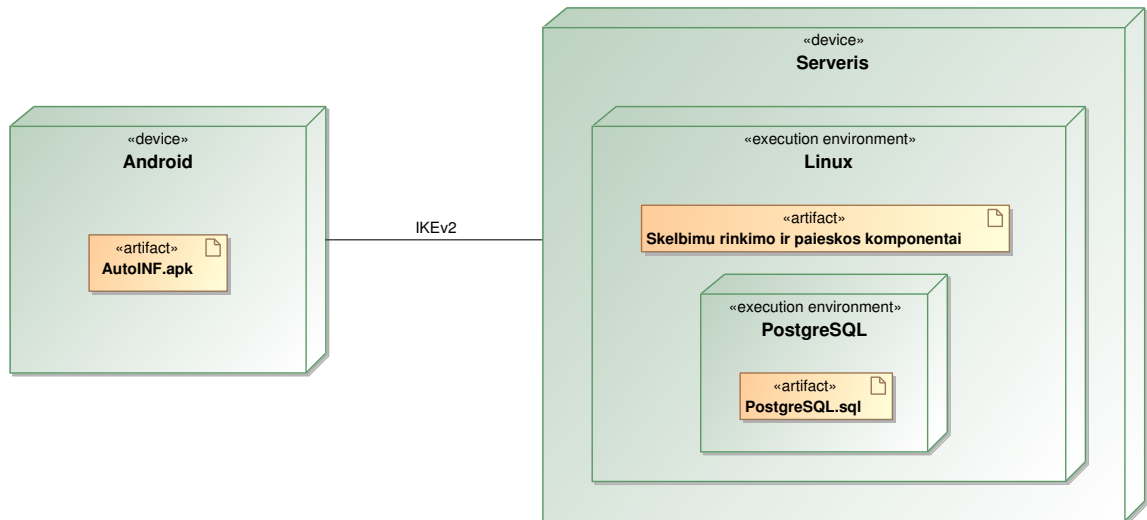 «device»
Android
«artifact»
AutoINF.apk
IKEv2
«device»
Serveris
«execution environment»
Linux
«artifact»
Skelbimu rinkimo ir paieskos komponentai
«execution environment»
PostgreSQL
«artifact»
PostgreSQL.sql